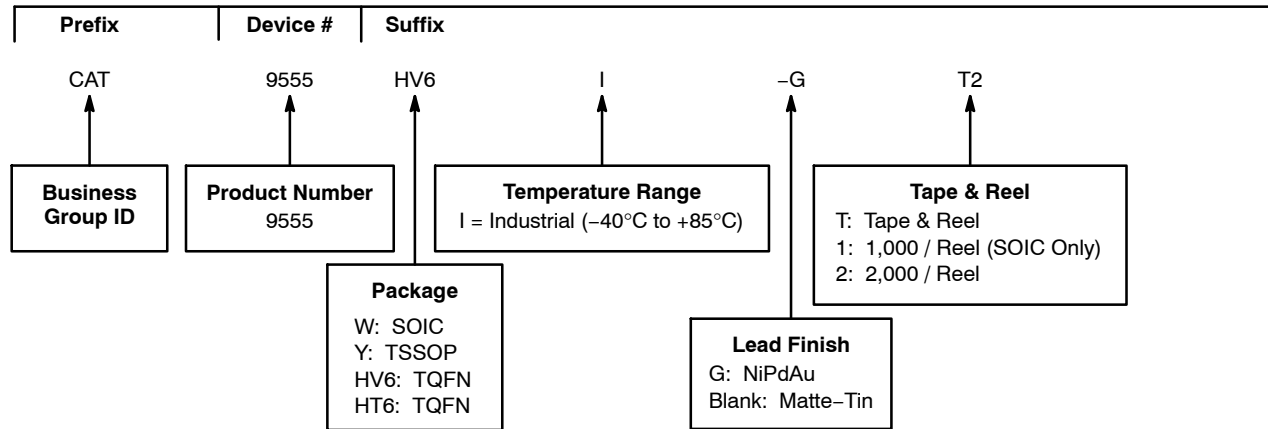 Prefix Device # Suffix
CAT 9555 HV6 I –G T2
Business
Group ID
Product Number
9555
Temperature Range
I = Industrial (−40°C to +85°C)
Tape & Reel
T: Tape & Reel
1: 1,000 / Reel (SOIC Only)
2: 2,000 / Reel
Package
W: SOIC
Y: TSSOP
HV6: TQFN
HT6: TQFN
Lead Finish
G: NiPdAu
Blank: Matte−Tin